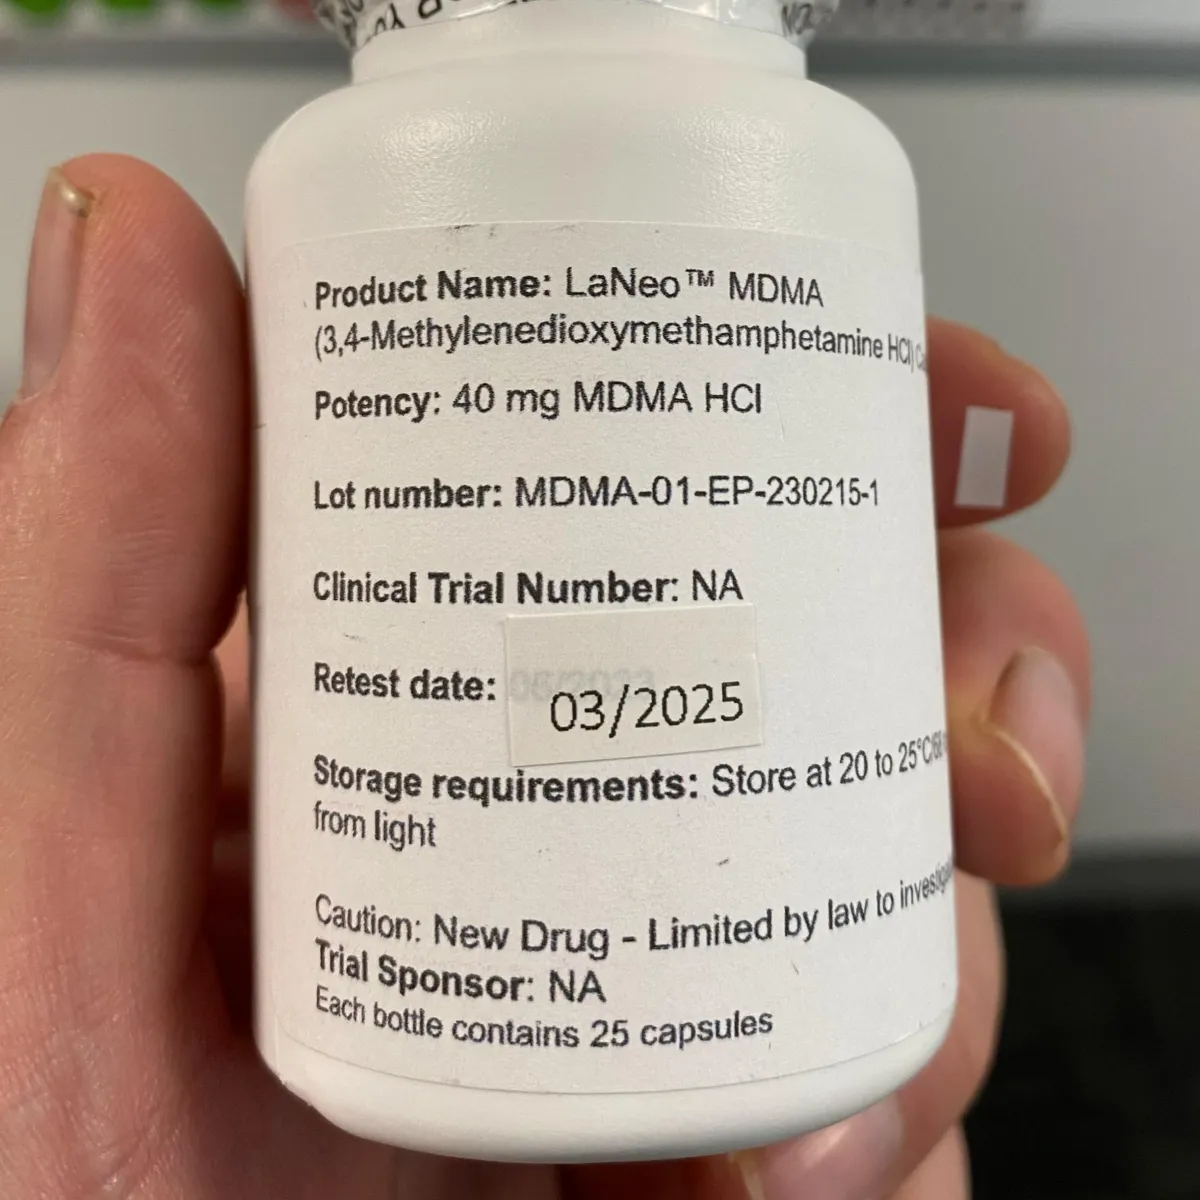 Product Name: LaNeo™ MDMA
(3,4-Methylenedioxymethamphetamine HCl)
Potency: 40 mg MDMA HCl
Lot number: MDMA-01-EP-230215-1
Clinical Trial Number: NA
Retest date: 03/2025
Storage requirements: Store at 20 to 25°C/
from light
Caution: New Drug - Limited by law to
Trial Sponsor: NA
Each bottle contains 25 capsules